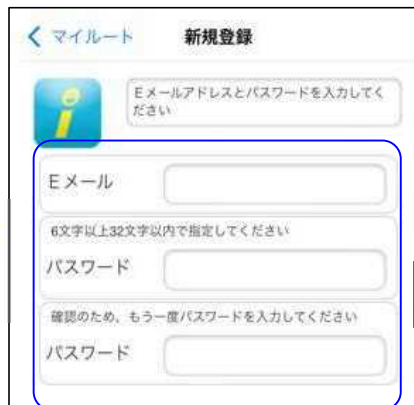 マイルート 新規登録
Eメールアドレスとパスワードを入力してく
ださい
Eメール
6文字以上32文字以内で指定してください
パスワード
確認のため、もう一度パスワードを入力してください
パスワード